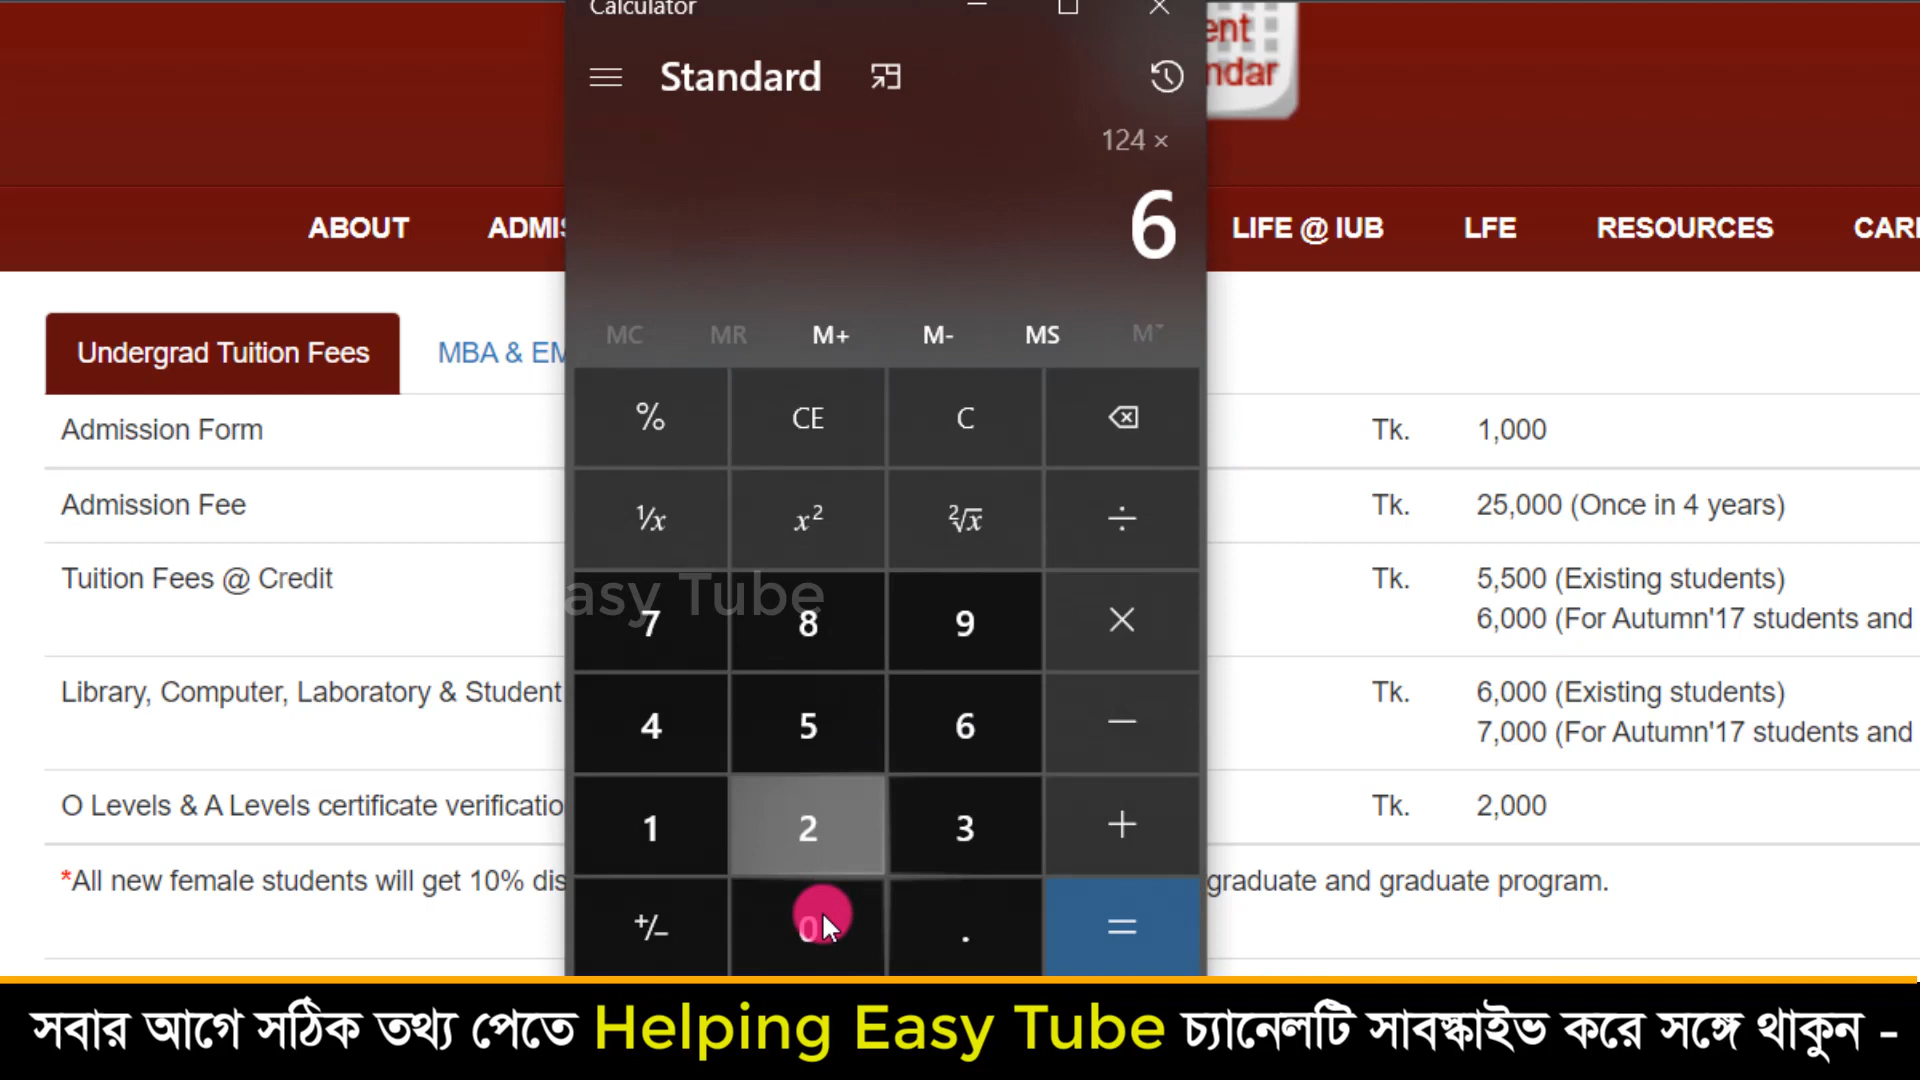 Calculator
Standard
ent
ndar
124 ×
6
ABOUT
LIFE @ IUB LFE RESOURCES
MC MR M+ M- MS M˅
Undergrad Tuition Fees
MBA &
% CE C
Admission Form Tk. 1,000
¹/x x² ²√x ÷
Admission Fee Tk. 25,000 (Once in 4 years)
Tuition Fees @ Credit Tk. 5,500 (Existing students)
6,000 (For Autumn'17 students and
asy Tube
7 8 9 ×
Library, Computer, Laboratory & Student Tk. 6,000 (Existing students)
7,000 (For Autumn'17 students and
4 5 6 −
O Levels & A Levels certificate verificatio Tk. 2,000
1 2 3 +
*All new female students will get 10% dis graduate and graduate program.
+/− 0 . =
সবার আগে সঠিক তথ্য পেতে Helping Easy Tube চ্যানেলটি সাবস্ক্রাইভ করে সঙ্গে থাকুন -